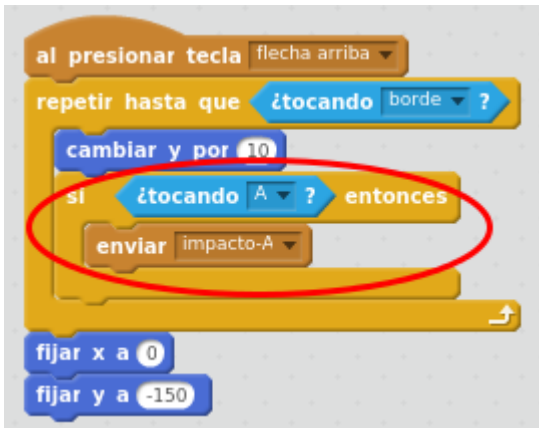 al presionar tecla flecha arriba
repetir hasta que ¿tocando borde ?
cambiar y por 10
si ¿tocando A ? entonces
enviar impacto-A
fijar x a 0
fijar y a -150